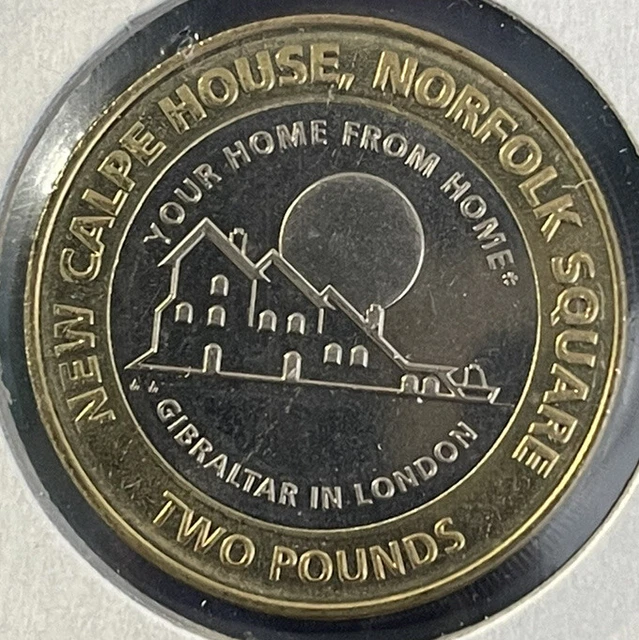 NEW CALPE HOUSE, NORFOLK SQUARE
YOUR HOME FROM HOME
GIBRALTAR IN LONDON
TWO POUNDS